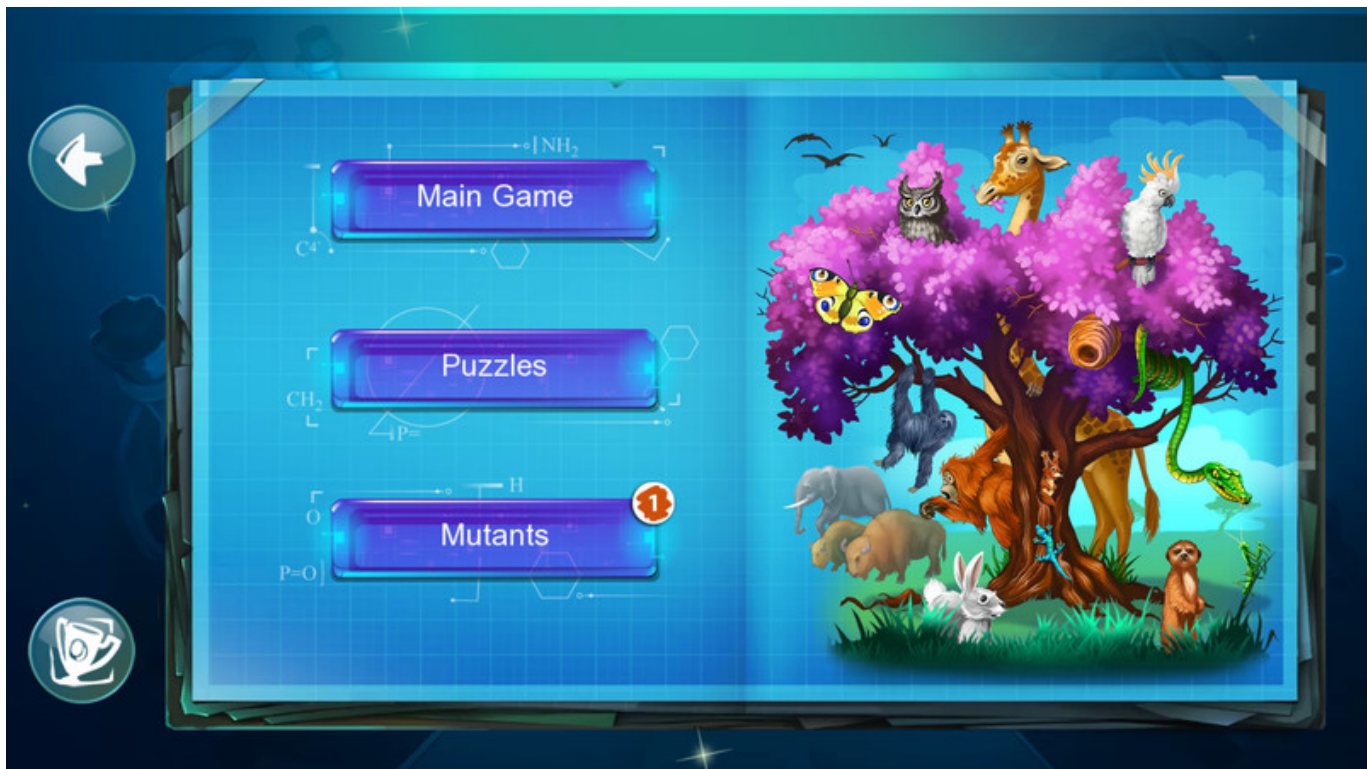 NH₂
Main Game
C⁴'
Puzzles
CH₂
P=
H
1
O
Mutants
P=O